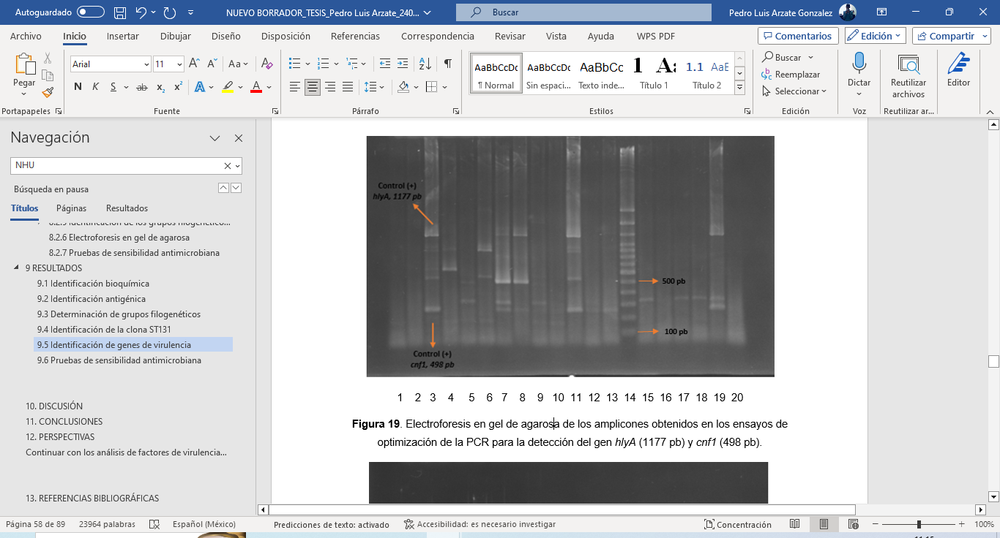 Autoguardado
NUEVO BORRADOR_TESIS_Pedro Luis Arzate_240...
Buscar
Pedro Luis Arzate Gonzalez
Archivo Inicio Insertar Dibujar Diseño Disposición Referencias Correspondencia Revisar Vista Ayuda WPS PDF
Comentarios Edición Compartir
Pegar
Portapapeles
Arial 11
N K S ab x₂ x² A A
Aa
Fuente
Párrafo
AaBbCcDc AaBbCcDc AaBbCc 1 A: 1.1 AaE
¶ Normal Sin espaci... Texto inde... Título 1 Título 2
Estilos
Buscar
Reemplazar
Seleccionar
Edición
Dictar
Voz
Reutilizar archivos
Reutilizar ar...
Editor
Navegación
NHU
Búsqueda en pausa
Títulos Páginas Resultados
8.2.5 Identificación de los grupos filogenético...
8.2.6 Electroforesis en gel de agarosa
8.2.7 Pruebas de sensibilidad antimicrobiana
9 RESULTADOS
9.1 Identificación bioquímica
9.2 Identificación antigénica
9.3 Determinación de grupos filogenéticos
9.4 Identificación de la clona ST131
9.5 Identificación de genes de virulencia
9.6 Pruebas de sensibilidad antimicrobiana
10. DISCUSIÓN
11. CONCLUSIONES
12. PERSPECTIVAS
Continuar con los análisis de factores de virulencia...
13. REFERENCIAS BIBLIOGRÁFICAS
Control (+)
hlyA, 1177 pb
500 pb
100 pb
Control (+)
cnf1, 498 pb
1 2 3 4 5 6 7 8 9 10 11 12 13 14 15 16 17 18 19 20
Figura 19. Electroforesis en gel de agarosa de los amplicones obtenidos en los ensayos de
optimización de la PCR para la detección del gen hlyA (1177 pb) y cnf1 (498 pb).
Página 58 de 89 23964 palabras Español (México) Predicciones de texto: activado Accesibilidad: es necesario investigar Concentración 100%